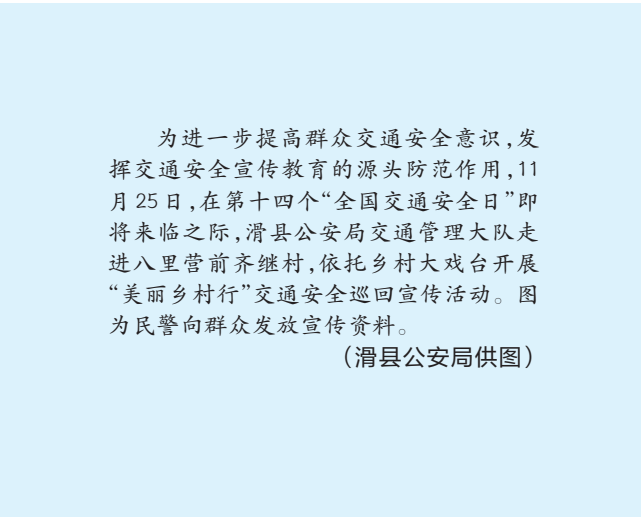 为进一步提高群众交通安全意识,发
挥交通安全宣传教育的源头防范作用,11
月25日,在第十四个“全国交通安全日”即
将来临之际,滑县公安局交通管理大队走
进八里营前齐继村,依托乡村大戏台开展
“美丽乡村行”交通安全巡回宣传活动。图
为民警向群众发放宣传资料。
(滑县公安局供图)